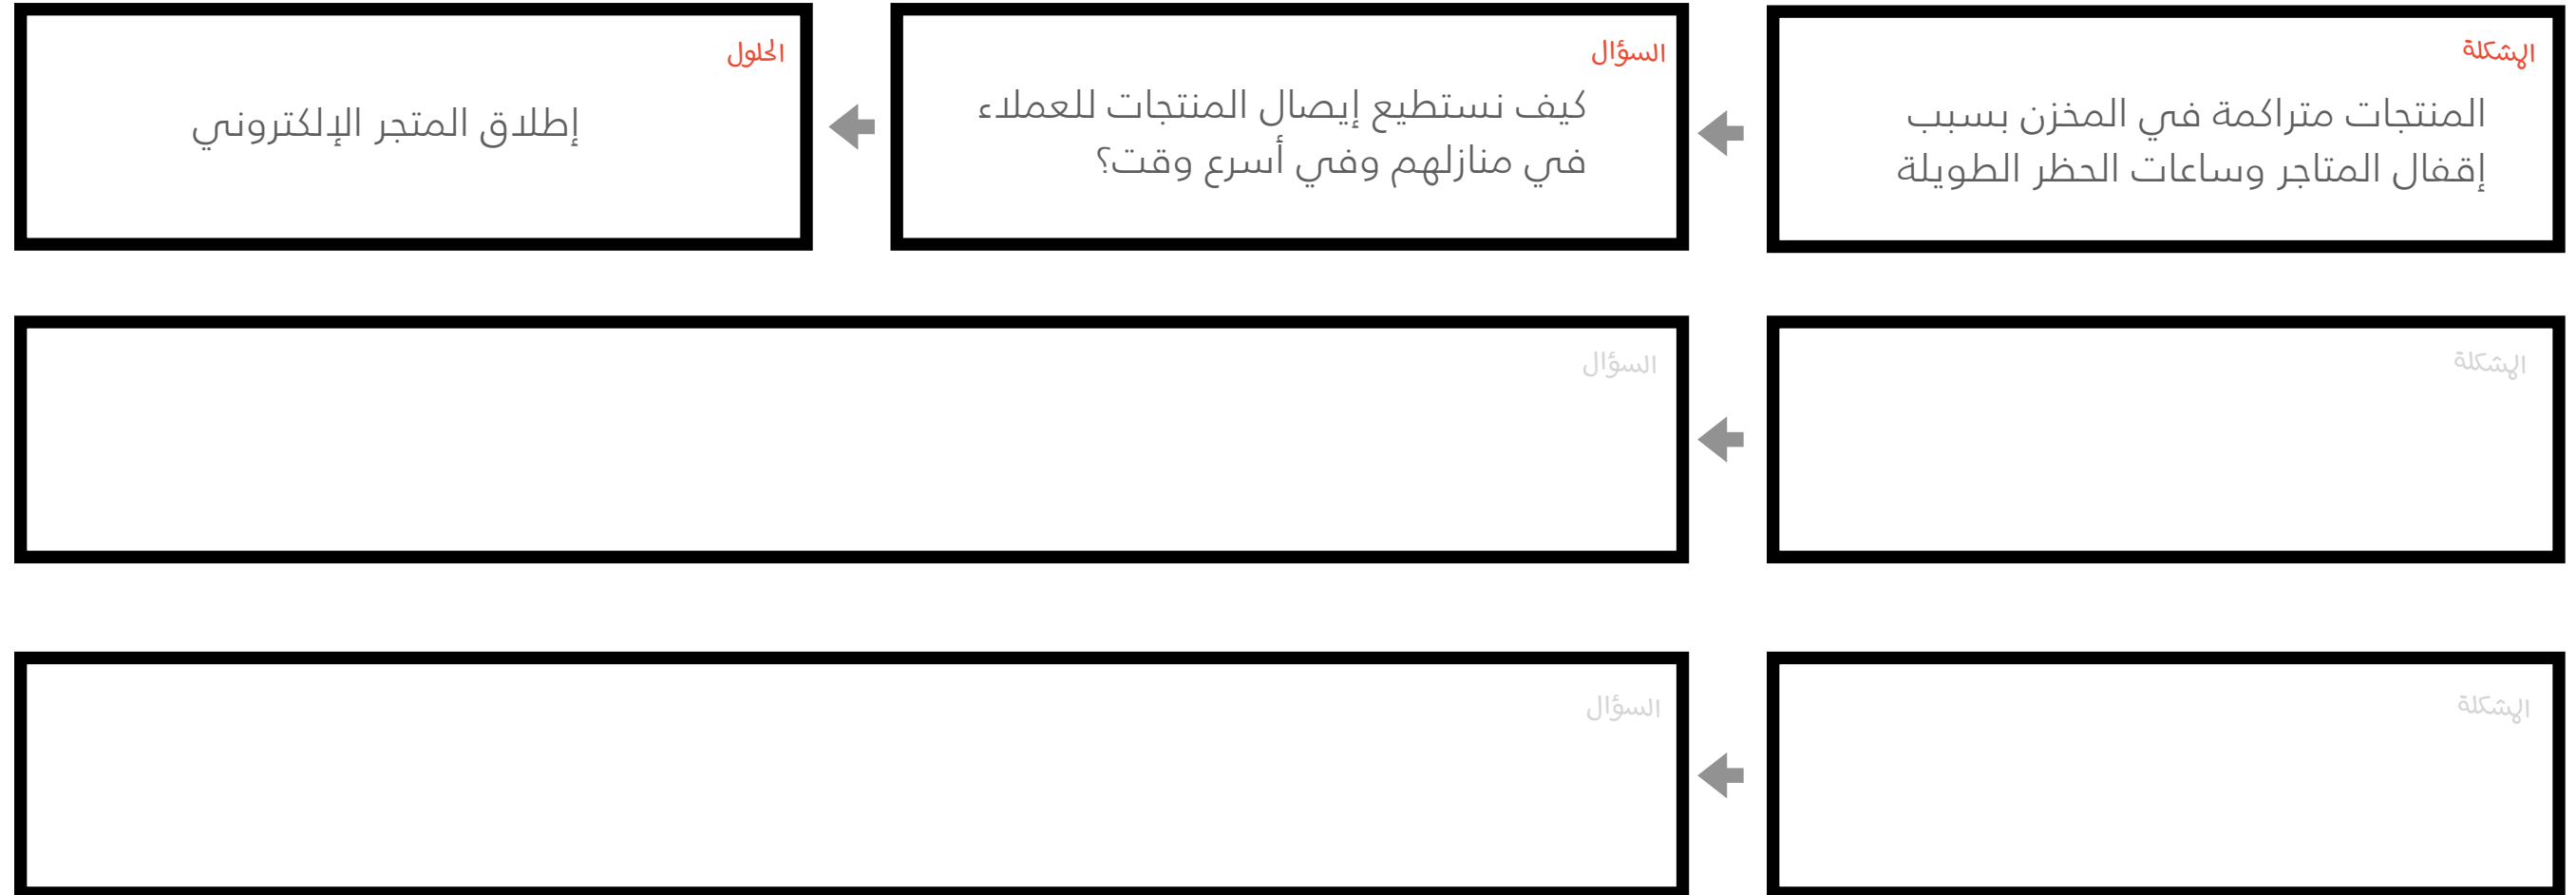 المشكلة
المنتجات متراكمة في المخزن بسبب
إقفال المتاجر وساعات الحظر الطويلة
السؤال
كيف نستطيع إيصال المنتجات للعملاء
في منازلهم وفي أسرع وقت؟
الحلول
إطلاق المتجر الإلكتروني
المشكلة
السؤال
المشكلة
السؤال